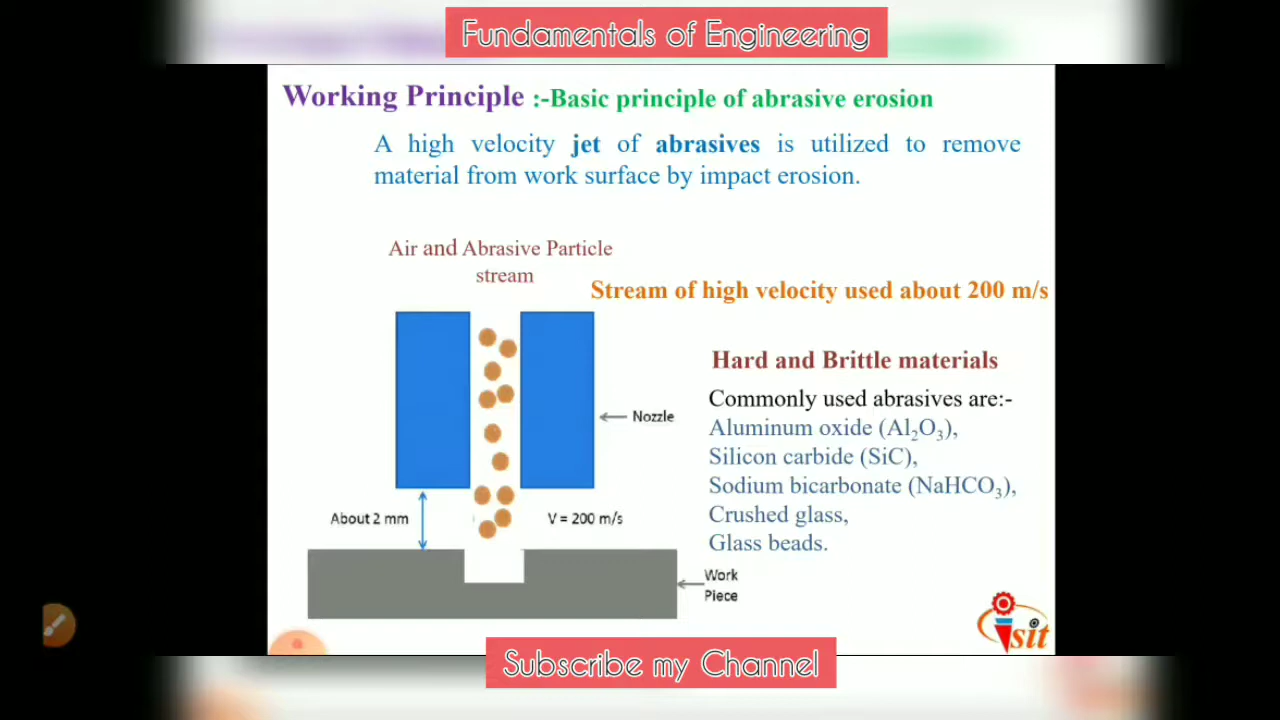 Fundamentals of Engineering
Working Principle :-Basic principle of abrasive erosion
A high velocity jet of abrasives is utilized to remove
material from work surface by impact erosion.
Air and Abrasive Particle
stream
Stream of high velocity used about 200 m/s
Hard and Brittle materials
Commonly used abrasives are:-
Aluminum oxide (Al₂O₃),
Silicon carbide (SiC),
Sodium bicarbonate (NaHCO₃),
Crushed glass,
Glass beads.
Nozzle
About 2 mm
V = 200 m/s
Work
Piece
sit
Subscribe my Channel